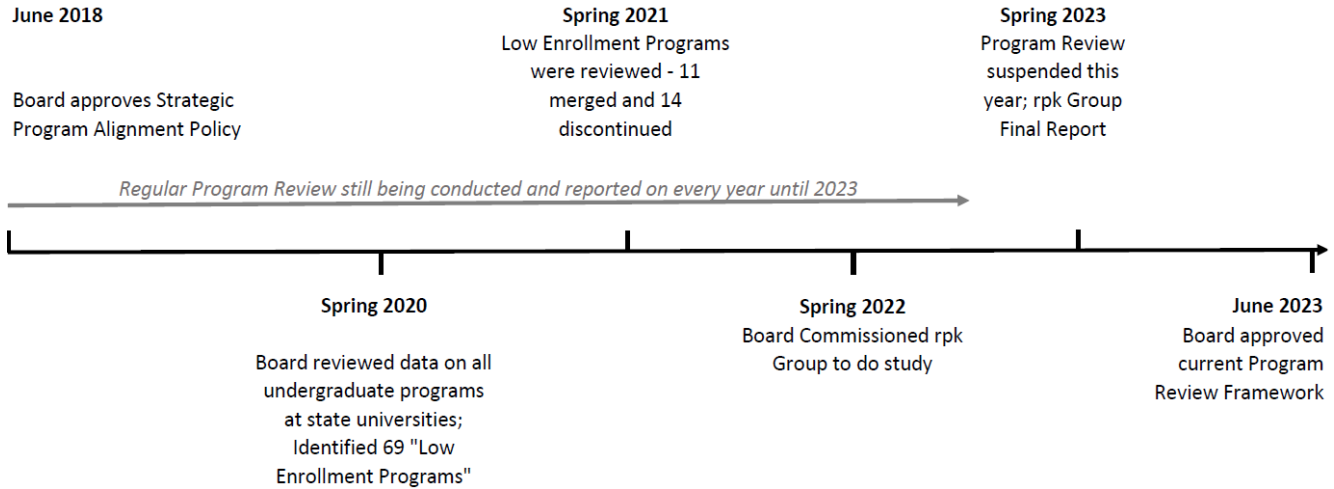 June 2018
Board approves Strategic
Program Alignment Policy
Spring 2021
Low Enrollment Programs
were reviewed - 11
merged and 14
discontinued
Spring 2023
Program Review
suspended this
year; rpk Group
Final Report
Regular Program Review still being conducted and reported on every year until 2023
Spring 2020
Board reviewed data on all
undergraduate programs
at state universities;
Identified 69 "Low
Enrollment Programs"
Spring 2022
Board Commissioned rpk
Group to do study
June 2023
Board approved
current Program
Review Framework